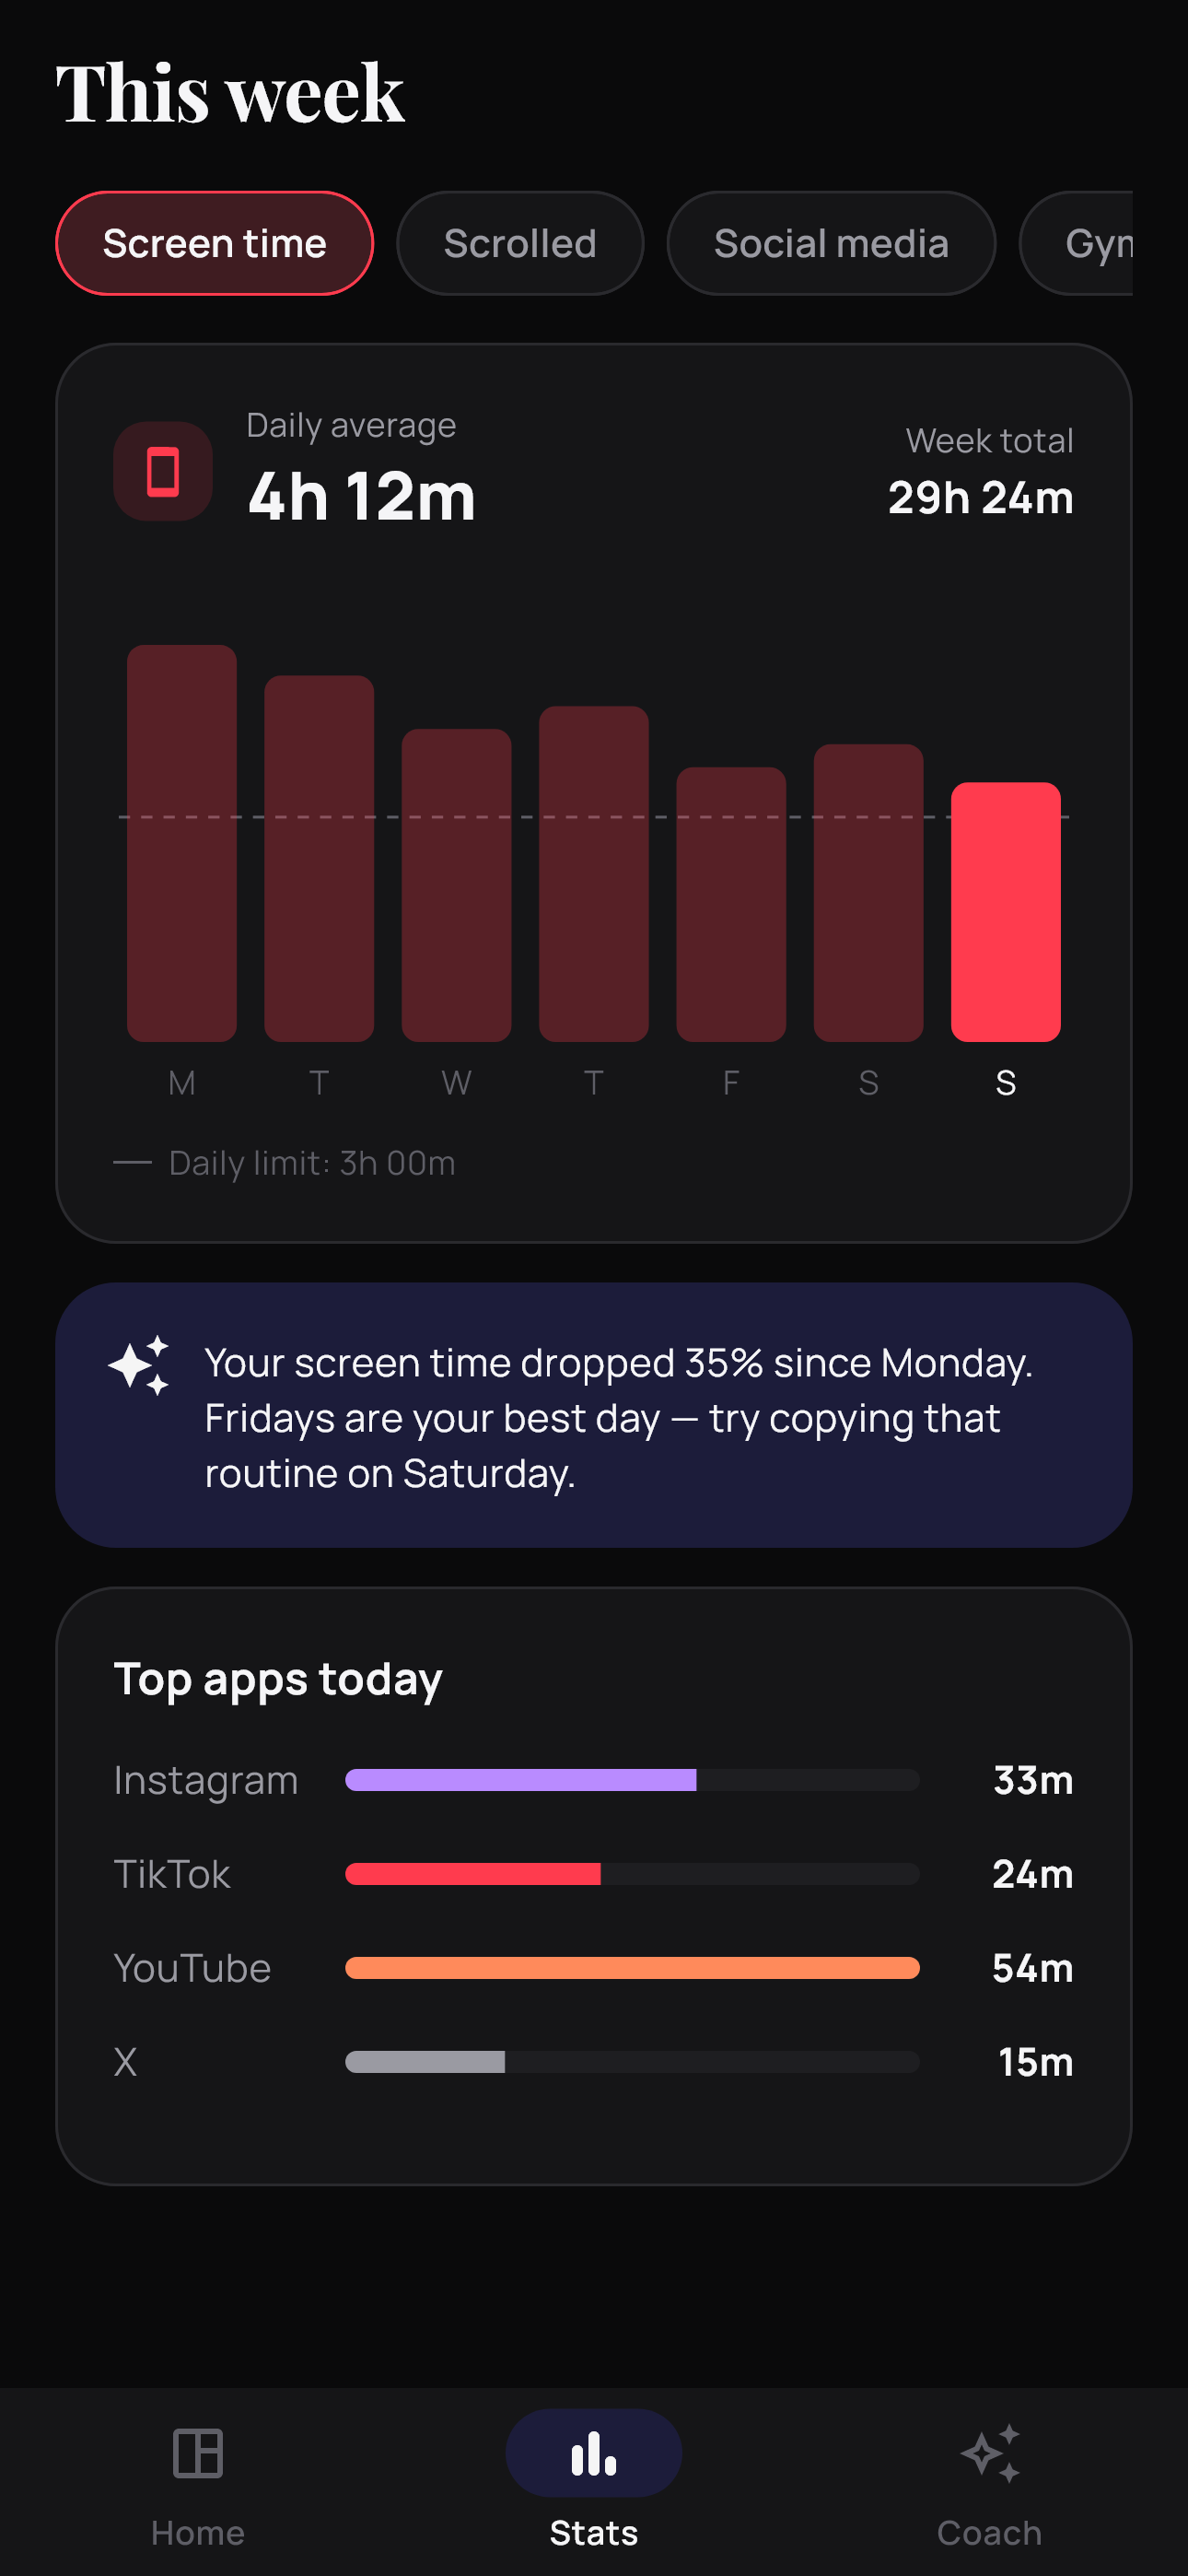 This week
Screen time
Scrolled
Social media
Daily average
4h 12m
Week total
29h 24m
M T W T F S S
Daily limit: 3h 00m
Your screen time dropped 35% since Monday.
Fridays are your best day — try copying that
routine on Saturday.
Top apps today
Instagram 33m
TikTok 24m
YouTube 54m
X 15m
Home
Stats
Coach